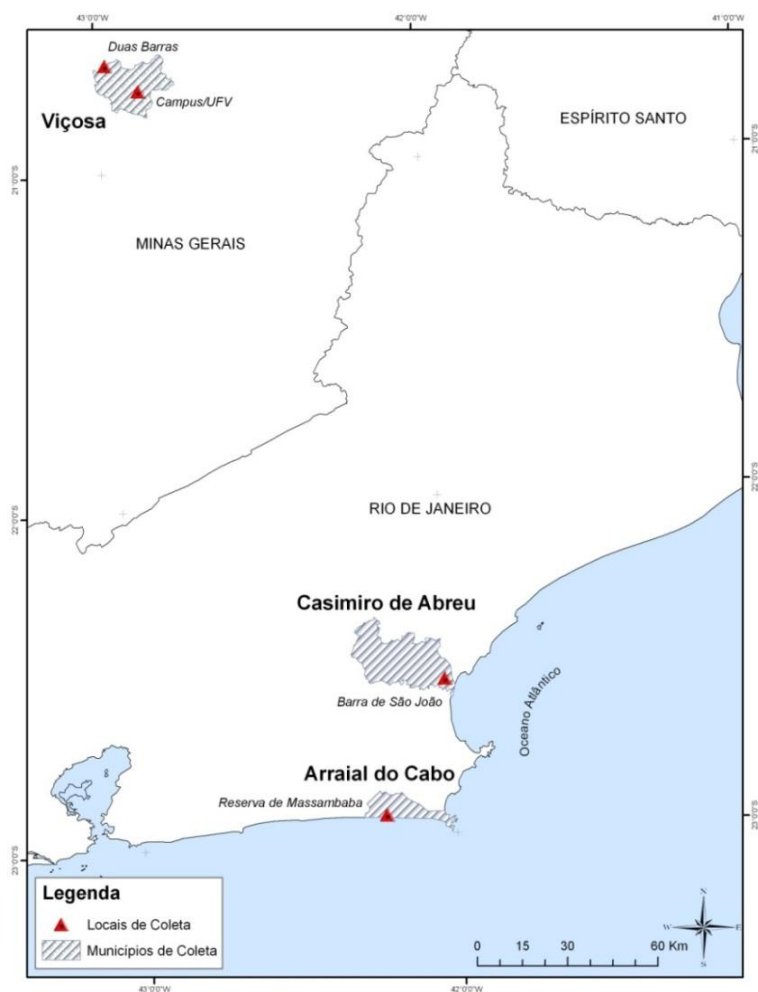 43°0'0"W
42°0'0"W
41°0'0"W
Duas Barras
Campus/UFV
Viçosa
ESPÍRITO SANTO
21°0'0"S
21°0'0"S
MINAS GERAIS
22°0'0"S
RIO DE JANEIRO
22°0'0"S
Casimiro de Abreu
Barra de São João
Oceano Atlântico
Arraial do Cabo
Reserva de Massambaba
23°0'0"S
23°0'0"S
Legenda
Locais de Coleta
Municípios de Coleta
N
W
E
S
0 15 30 60 Km
43°0'0"W
42°0'0"W